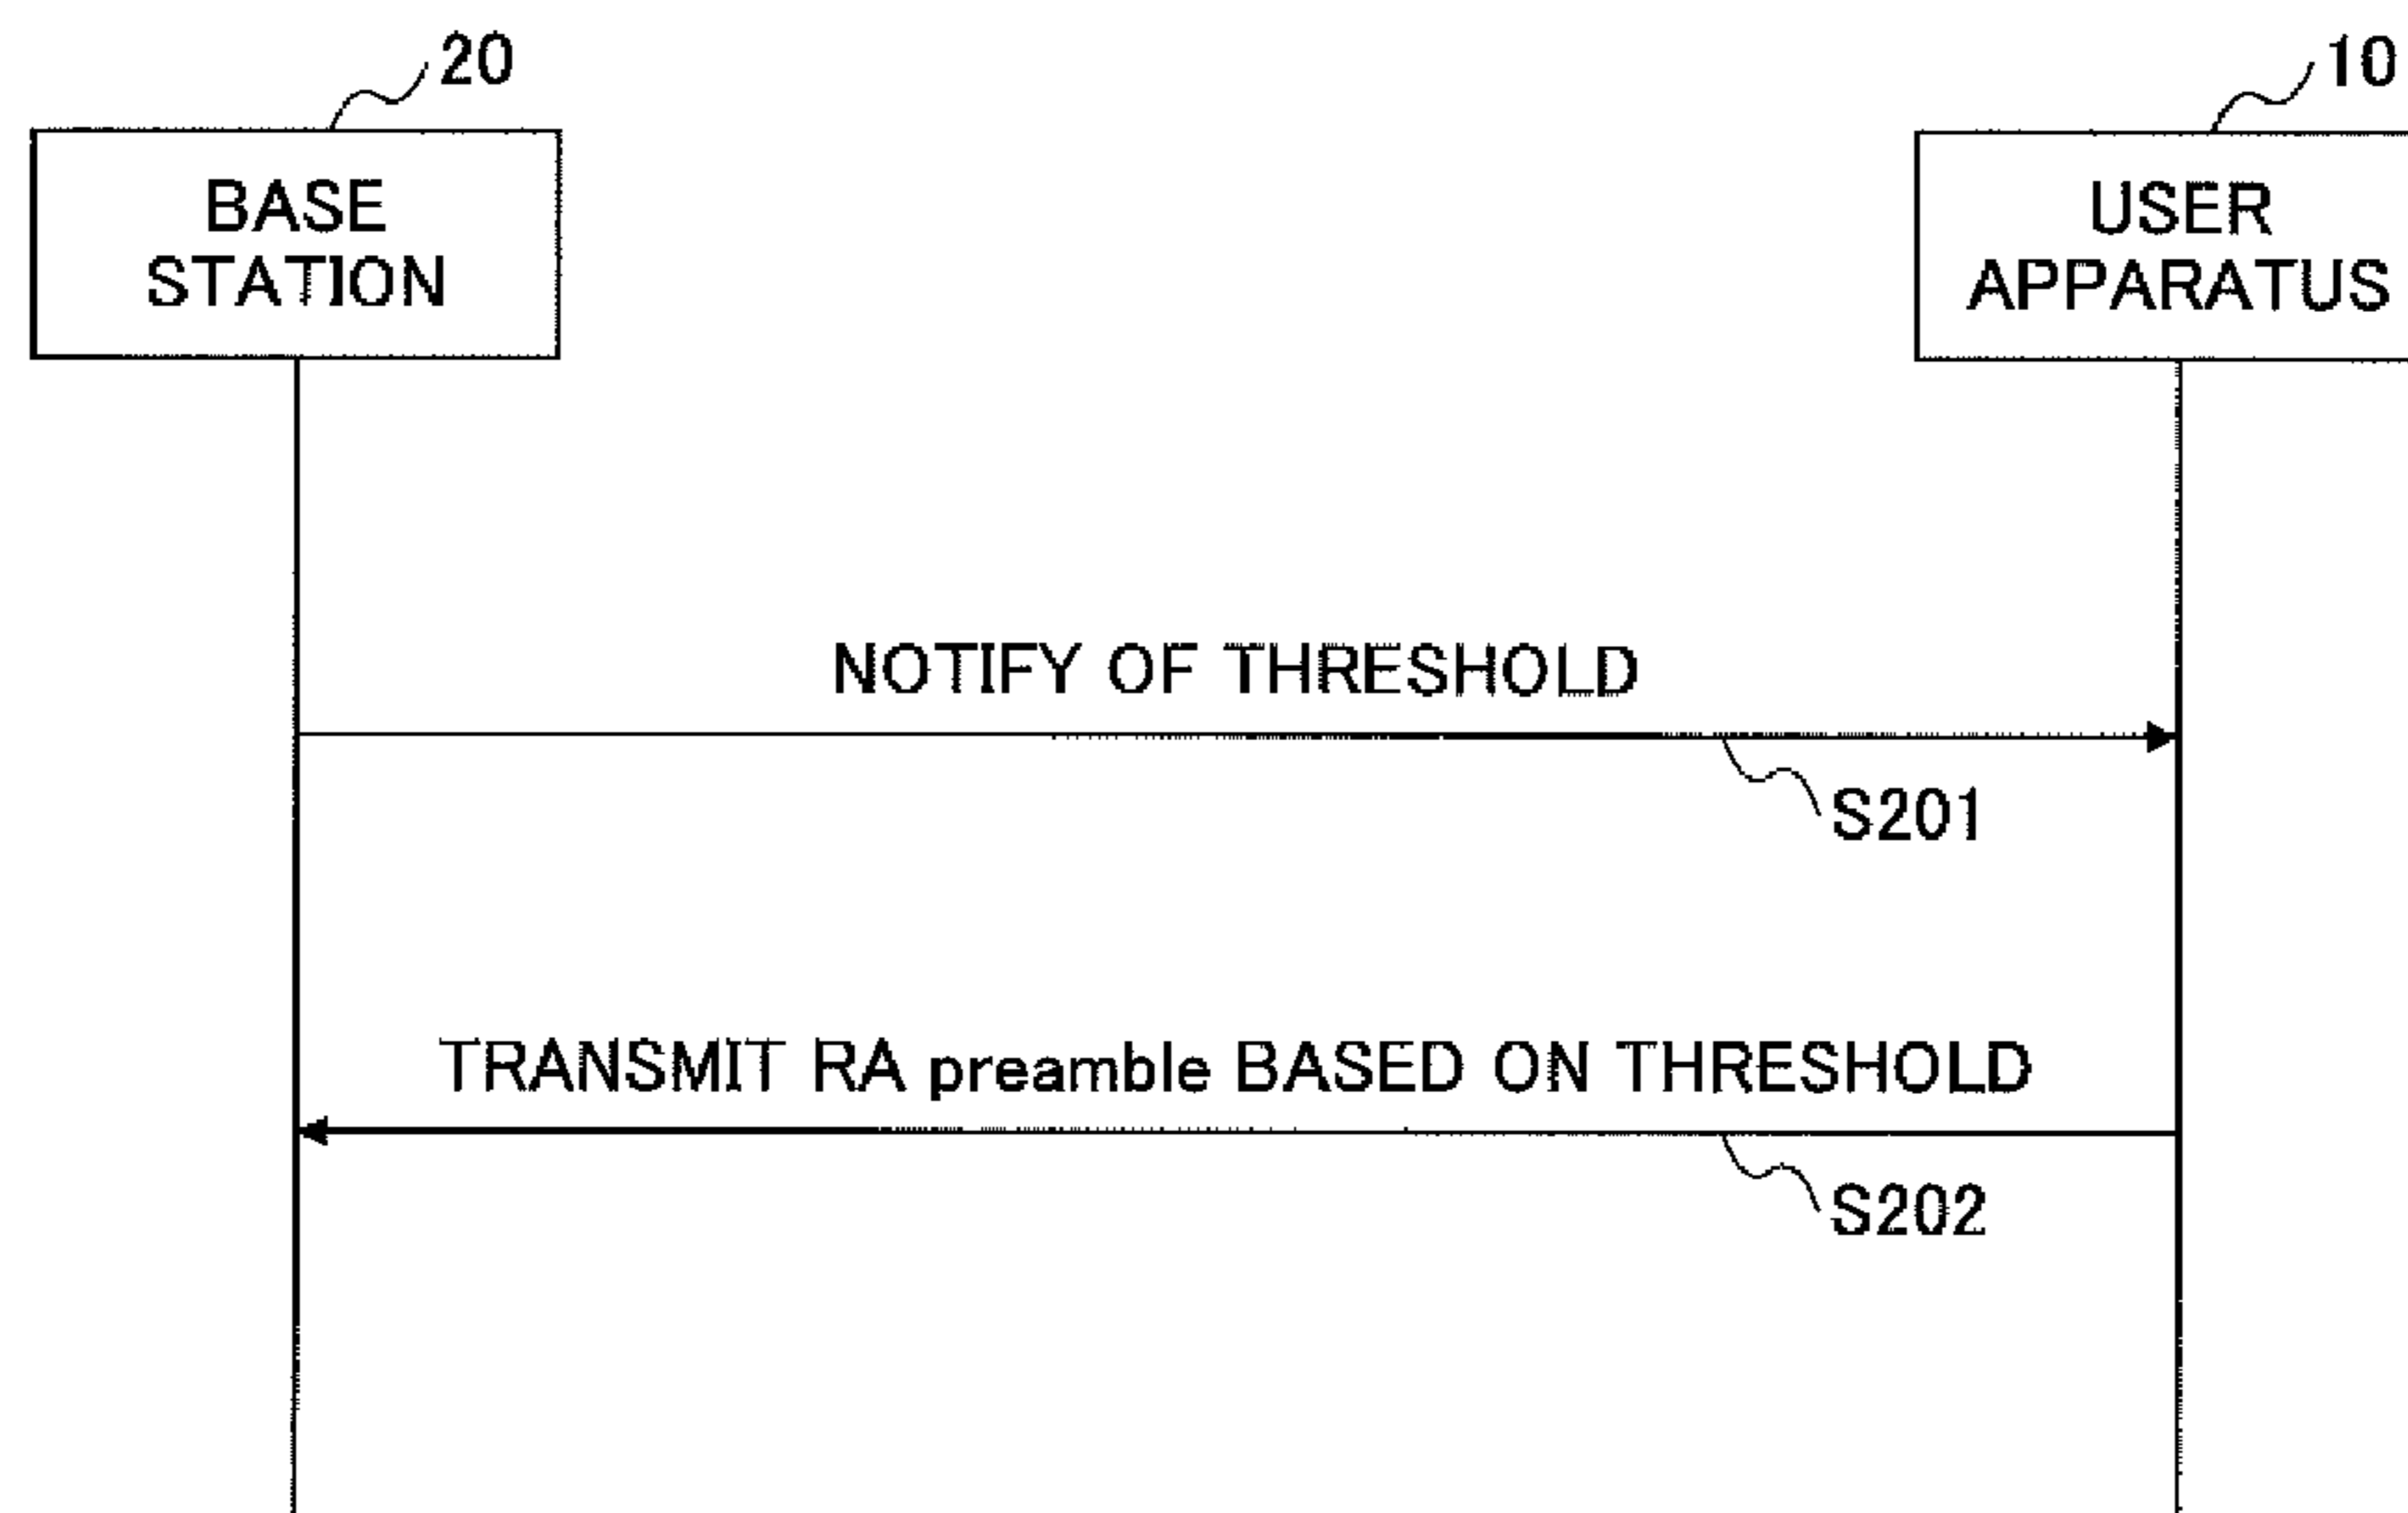 20
10
BASE
STATION
USER
APPARATUS
NOTIFY OF THRESHOLD
S201
TRANSMIT RA preamble BASED ON THRESHOLD
S202